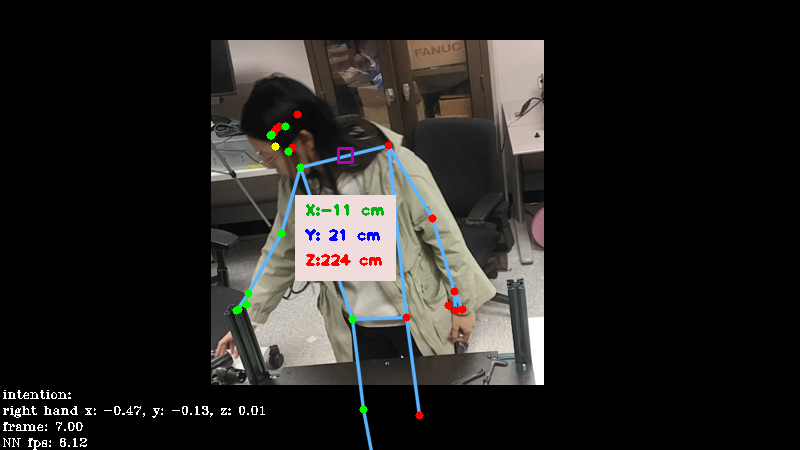 FANUC
X:-11 cm
Y: 21 cm
Z:224 cm
intention:
right hand x: -0.47, y: -0.13, z: 0.01
frame: 7.00
NN fps: 6.12